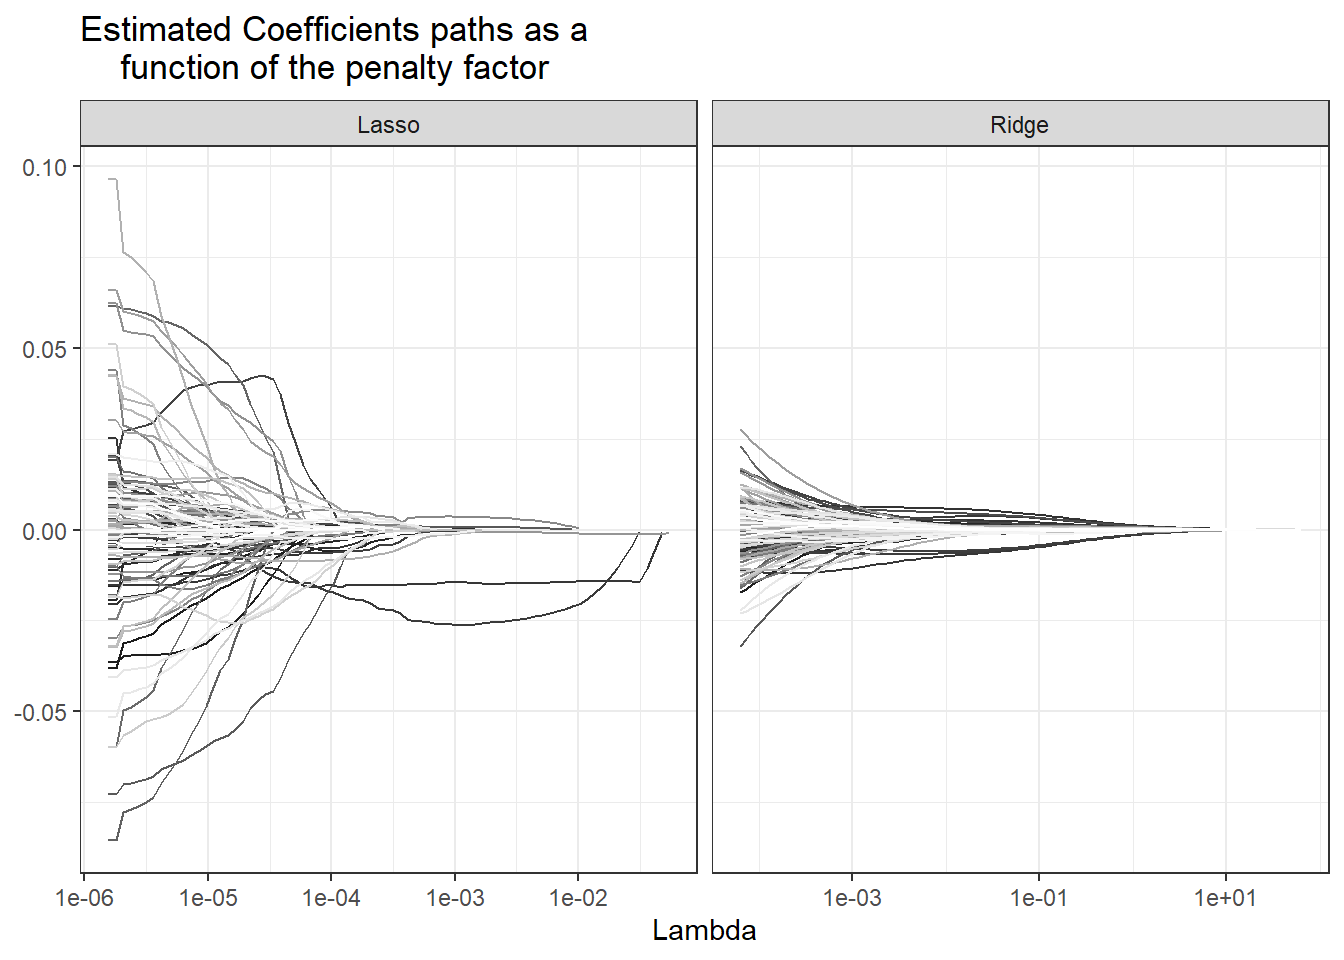 Estimated Coefficients paths as a
function of the penalty factor
Lasso
Ridge
0.10
0.05
0.00
-0.05
1e-06
1e-05
1e-04
1e-03
1e-02
1e-03
1e-01
1e+01
Lambda